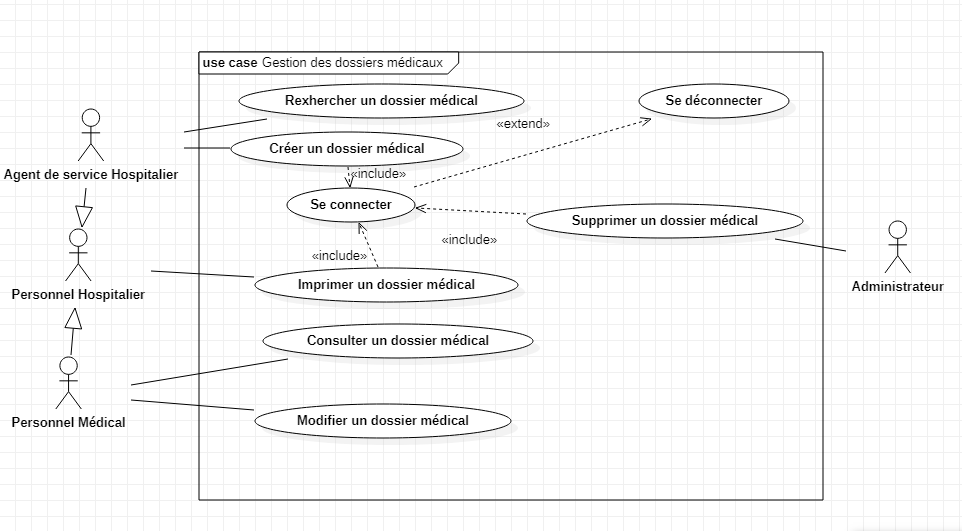 use case Gestion des dossiers médicaux
Rexhercher un dossier médical
Se déconnecter
«extend»
Créer un dossier médical
Agent de service Hospitalier
«include»
Se connecter
Supprimer un dossier médical
«include»
«include»
Imprimer un dossier médical
Administrateur
Personnel Hospitalier
Consulter un dossier médical
Modifier un dossier médical
Personnel Médical